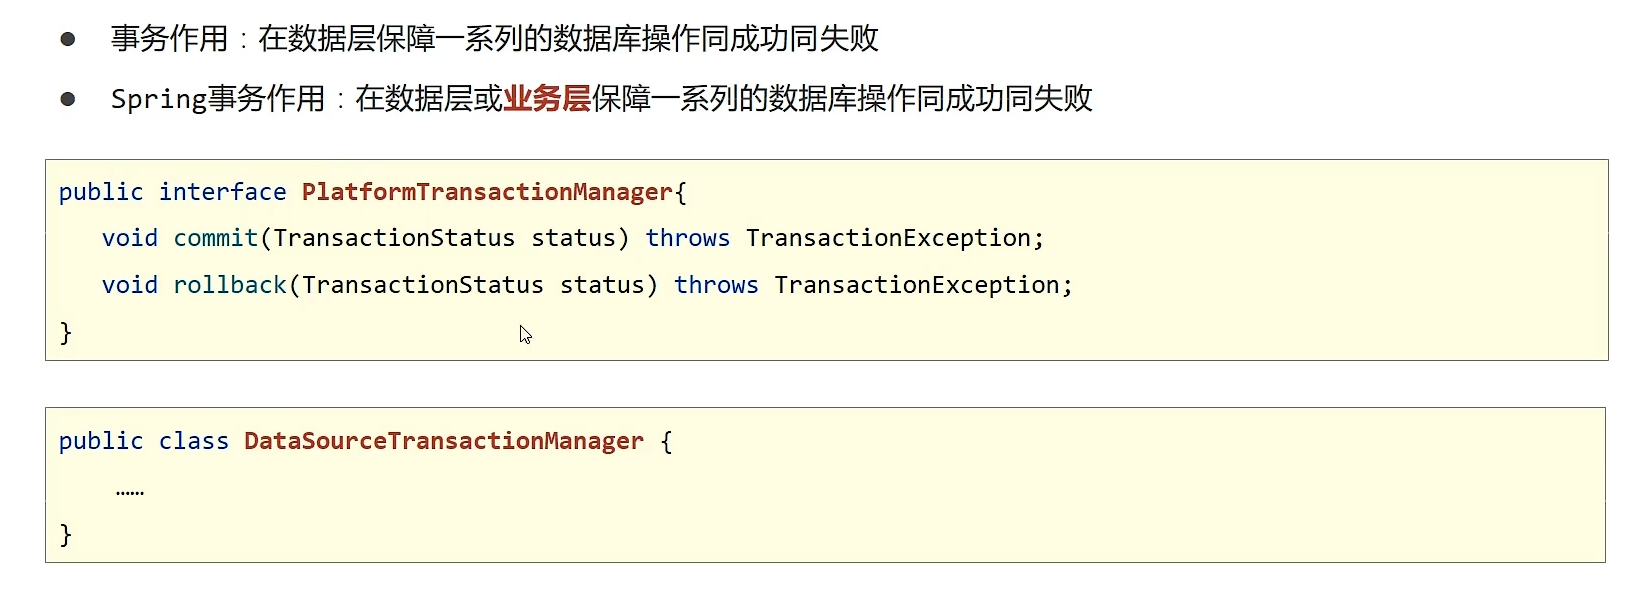 ● 事务作用：在数据层保障一系列的数据库操作同成功同失败
● Spring事务作用：在数据层或业务层保障一系列的数据库操作同成功同失败
public interface PlatformTransactionManager{
void commit(TransactionStatus status) throws TransactionException;
void rollback(TransactionStatus status) throws TransactionException;
}
public class DataSourceTransactionManager {
……
}